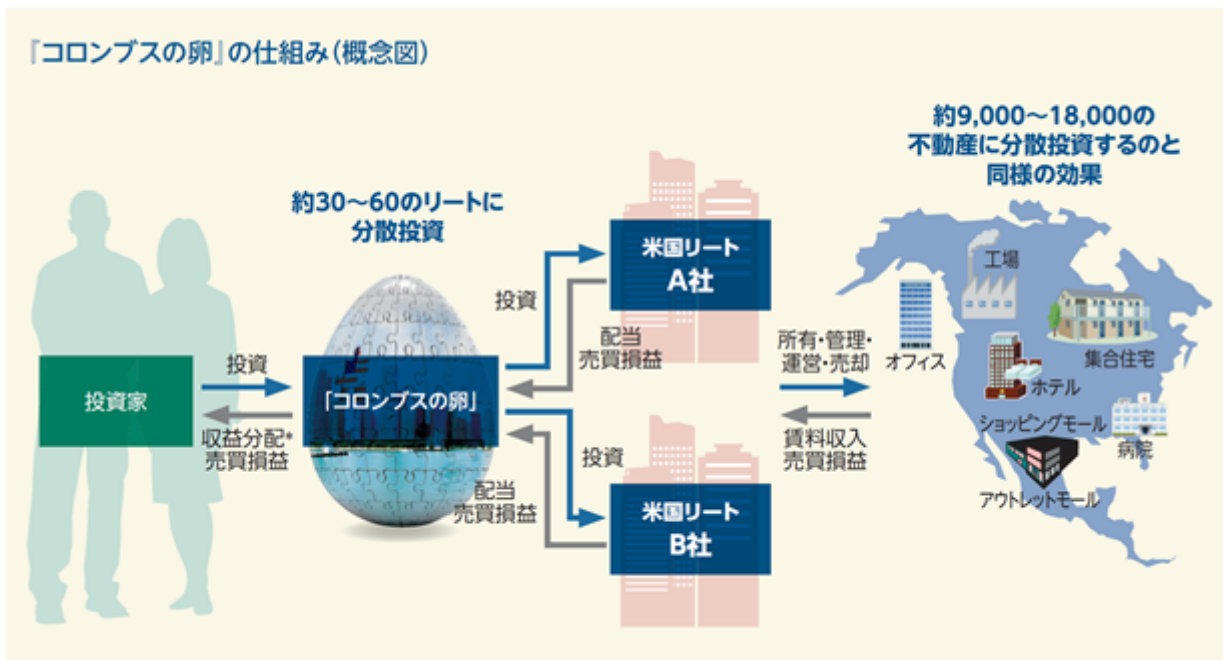 『コロンブスの卵』の仕組み（概念図）
約9,000〜18,000の
不動産に分散投資するのと
同様の効果
約30〜60のリートに
分散投資
投資家
投資
収益分配*
売買損益
「コロンブスの卵」
投資
配当
売買損益
投資
配当
売買損益
米国リート
A社
米国リート
B社
所有・管理・
運営・売却
賃料収入
売買損益
工場
オフィス
集合住宅
ホテル
ショッピングモール
病院
アウトレットモール